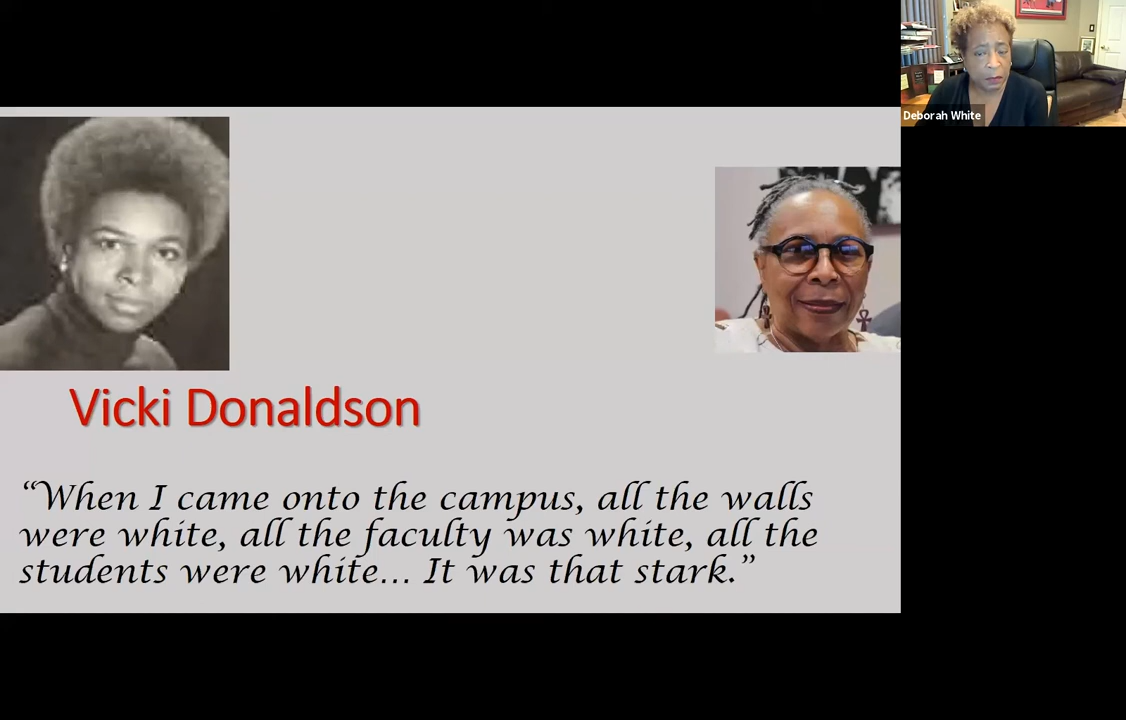 Deborah White
Vicki Donaldson
“When I came onto the campus, all the walls
were white, all the faculty was white, all the
students were white... It was that stark.”